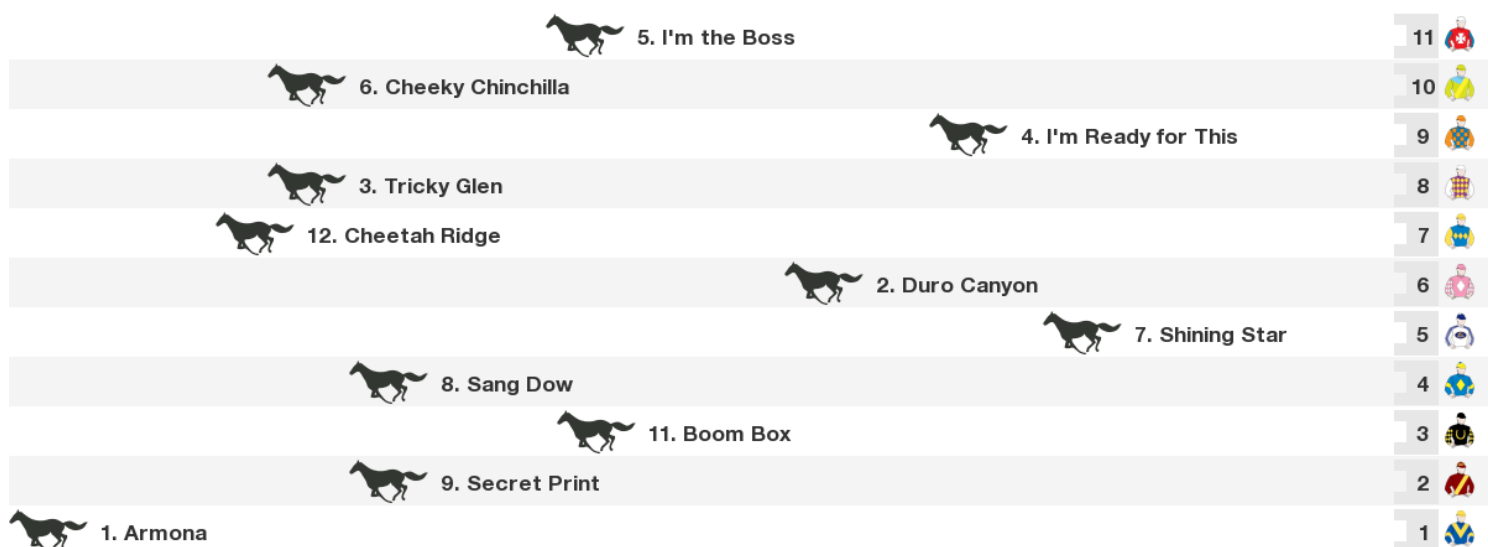 5. I'm the Boss 11
6. Cheeky Chinchilla 10
4. I'm Ready for This 9
3. Tricky Glen 8
12. Cheetah Ridge 7
2. Duro Canyon 6
7. Shining Star 5
8. Sang Dow 4
11. Boom Box 3
9. Secret Print 2
1. Armona 1